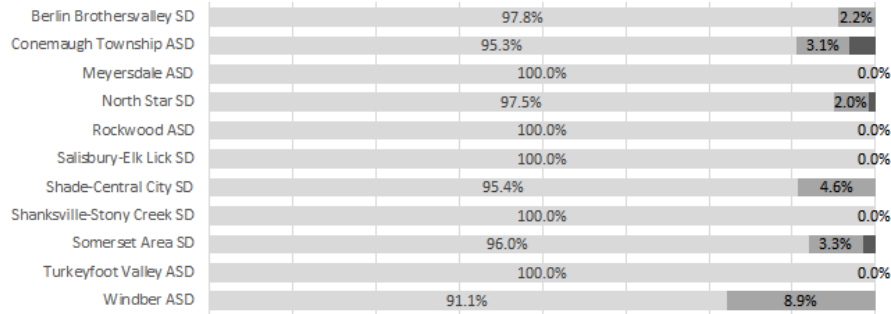 Berlin Brothersvalley SD 97.8% 2.2%
Conemaugh Township ASD 95.3% 3.1%
Meyersdale ASD 100.0% 0.0%
North Star SD 97.5% 2.0%
Rockwood ASD 100.0% 0.0%
Salisbury-Elk Lick SD 100.0% 0.0%
Shade-Central City SD 95.4% 4.6%
Shanksville-Stony Creek SD 100.0% 0.0%
Somerset Area SD 96.0% 3.3%
Turkeyfoot Valley ASD 100.0% 0.0%
Windber ASD 91.1% 8.9%